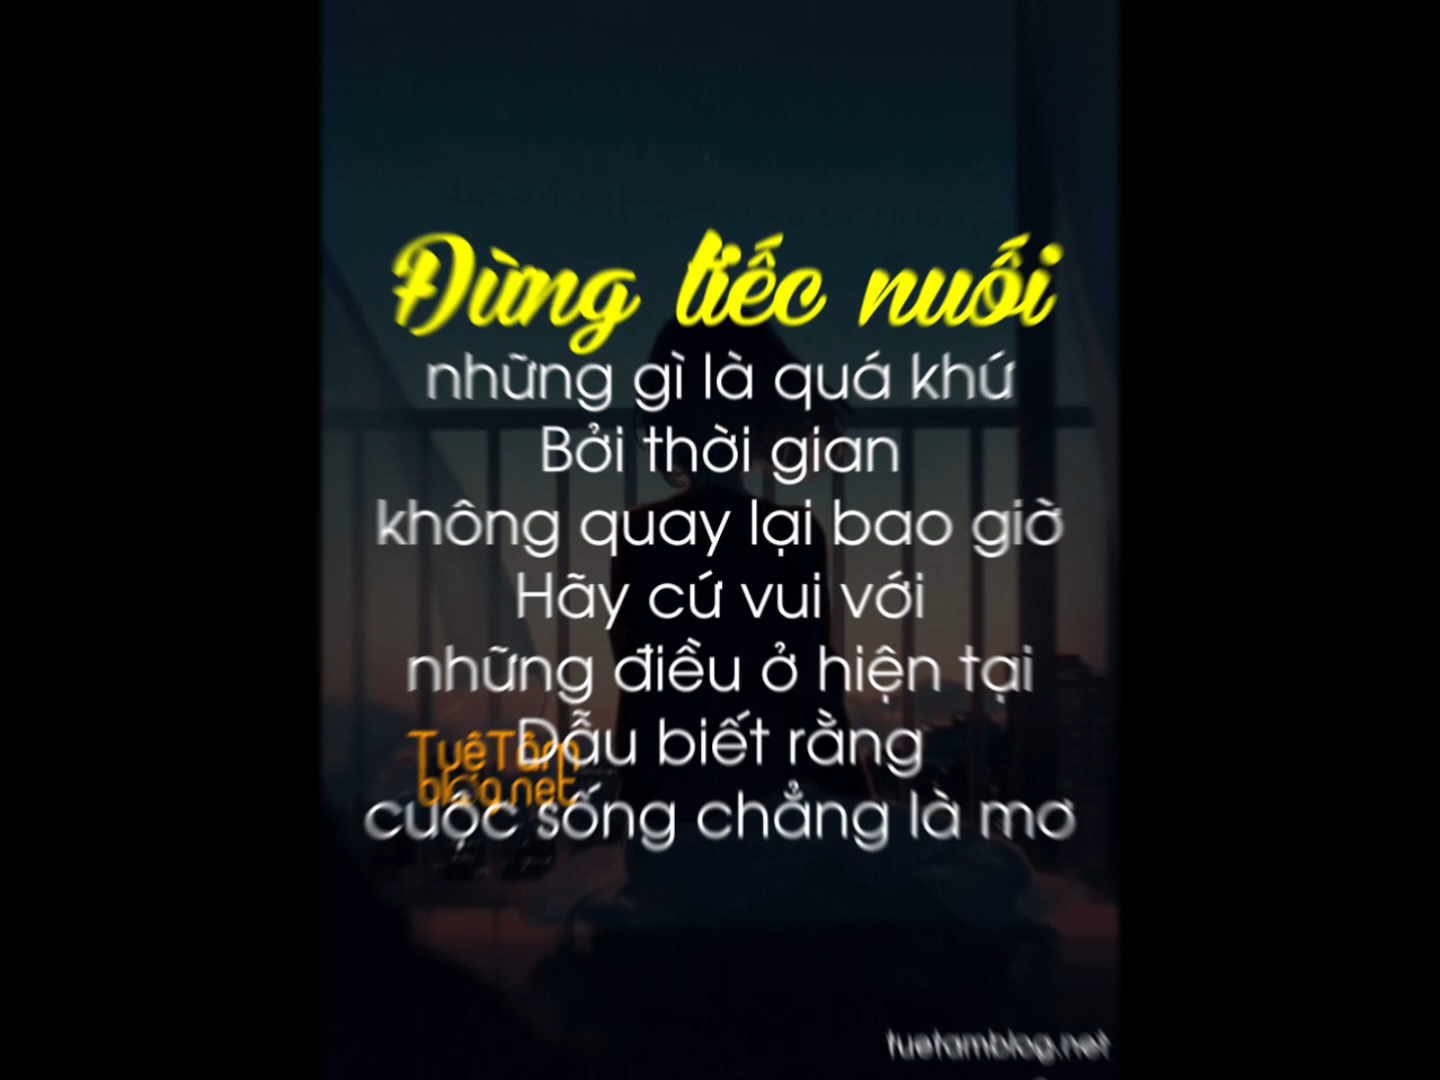 Đừng tiếc nuối
những gì là quá khứ
Bởi thời gian
không quay lại bao giờ
Hãy cứ vui với
những điều ở hiện tại
Dẫu biết rằng
cuộc sống chẳng là mơ
TuệTâm
blog.net
tuetamblog.net